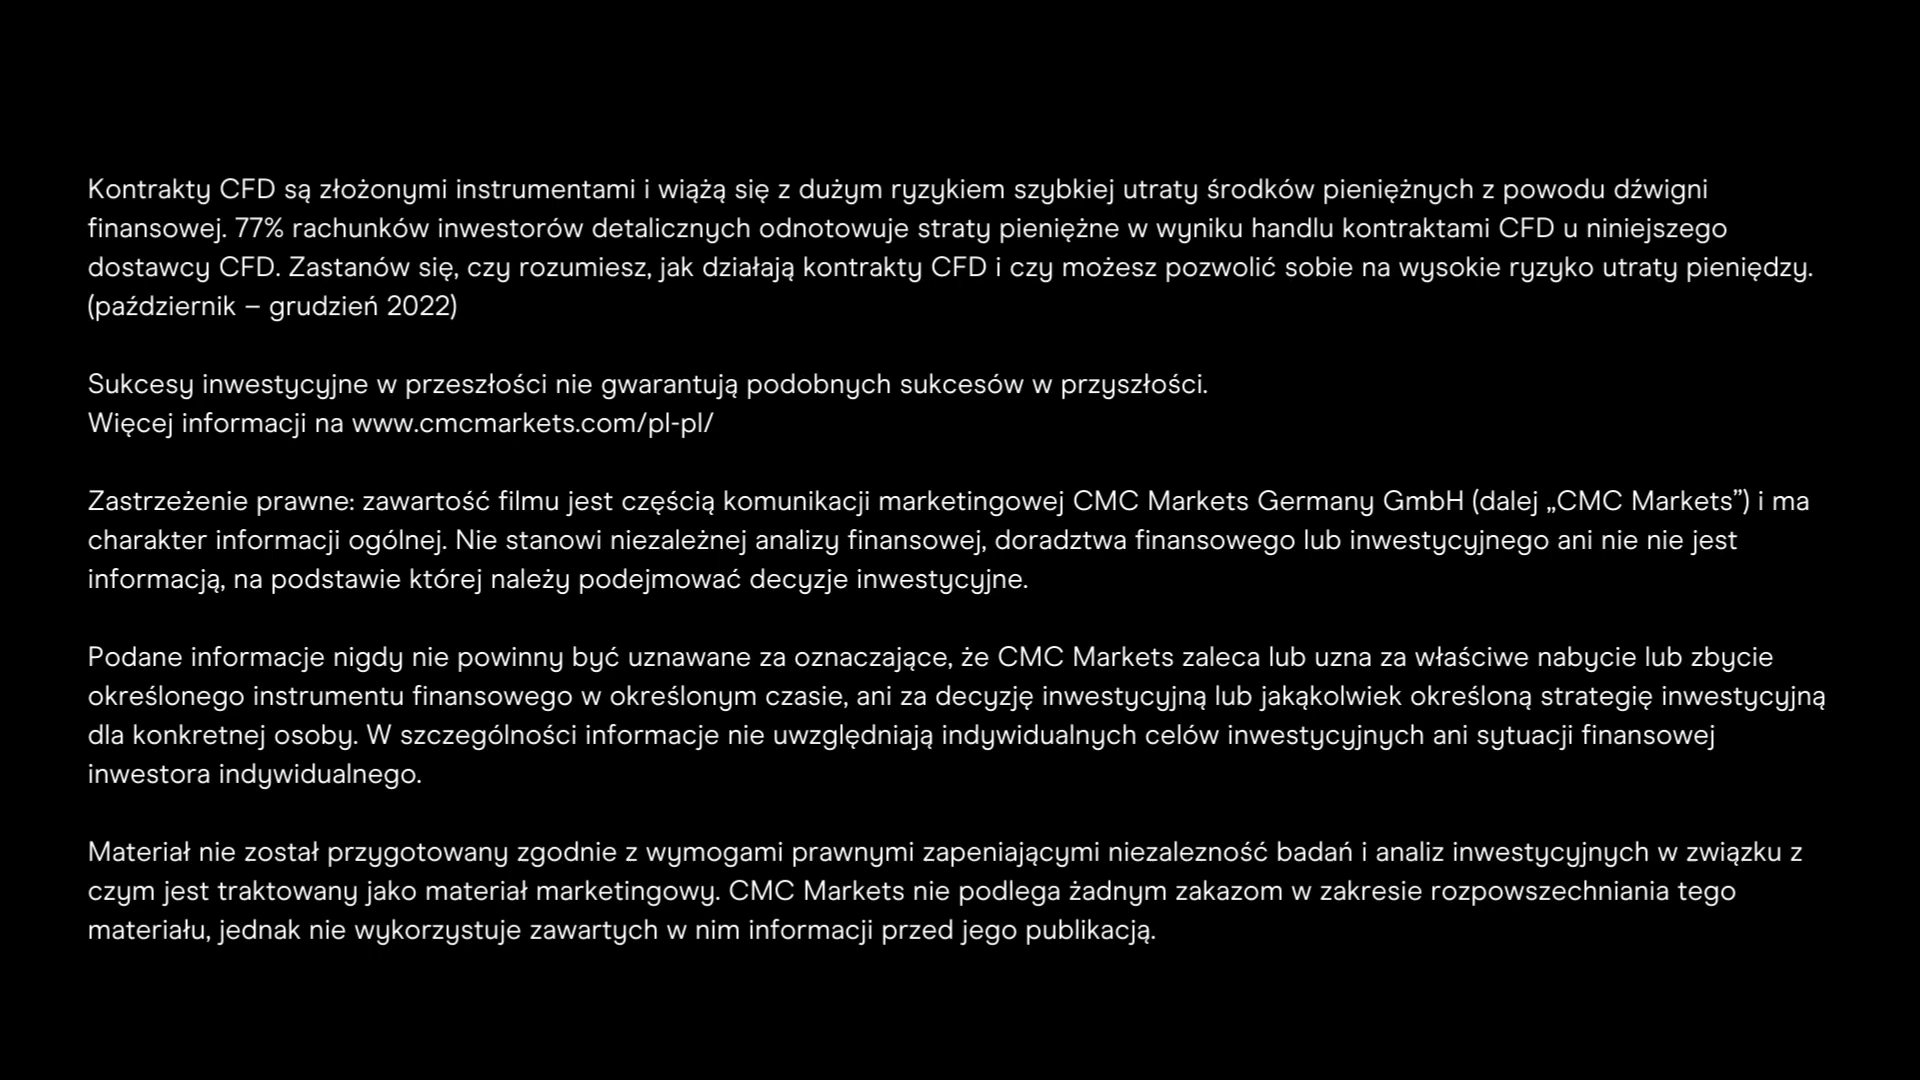 Kontrakty CFD są złożonymi instrumentami i wiążą się z dużym ryzykiem szybkiej utraty środków pieniężnych z powodu dźwigni
finansowej. 77% rachunków inwestorów detalicznych odnotowuje straty pieniężne w wyniku handlu kontraktami CFD u niniejszego
dostawcy CFD. Zastanów się, czy rozumiesz, jak działają kontrakty CFD i czy możesz pozwolić sobie na wysokie ryzyko utraty pieniędzy.
(październik – grudzień 2022)
Sukcesy inwestycyjne w przeszłości nie gwarantują podobnych sukcesów w przyszłości.
Więcej informacji na www.cmcmarkets.com/pl-pl/
Zastrzeżenie prawne: zawartość filmu jest częścią komunikacji marketingowej CMC Markets Germany GmbH (dalej „CMC Markets”) i ma
charakter informacji ogólnej. Nie stanowi niezależnej analizy finansowej, doradztwa finansowego lub inwestycyjnego ani nie nie jest
informacją, na podstawie której należy podejmować decyzje inwestycyjne.
Podane informacje nigdy nie powinny być uznawane za oznaczające, że CMC Markets zaleca lub uzna za właściwe nabycie lub zbycie
określonego instrumentu finansowego w określonym czasie, ani za decyzję inwestycyjną lub jakąkolwiek określoną strategię inwestycyjną
dla konkretnej osoby. W szczególności informacje nie uwzględniają indywidualnych celów inwestycyjnych ani sytuacji finansowej
inwestora indywidualnego.
Materiał nie został przygotowany zgodnie z wymogami prawnymi zapeniającymi niezalezność badań i analiz inwestycyjnych w związku z
czym jest traktowany jako materiał marketingowy. CMC Markets nie podlega żadnym zakazom w zakresie rozpowszechniania tego
materiału, jednak nie wykorzystuje zawartych w nim informacji przed jego publikacją.